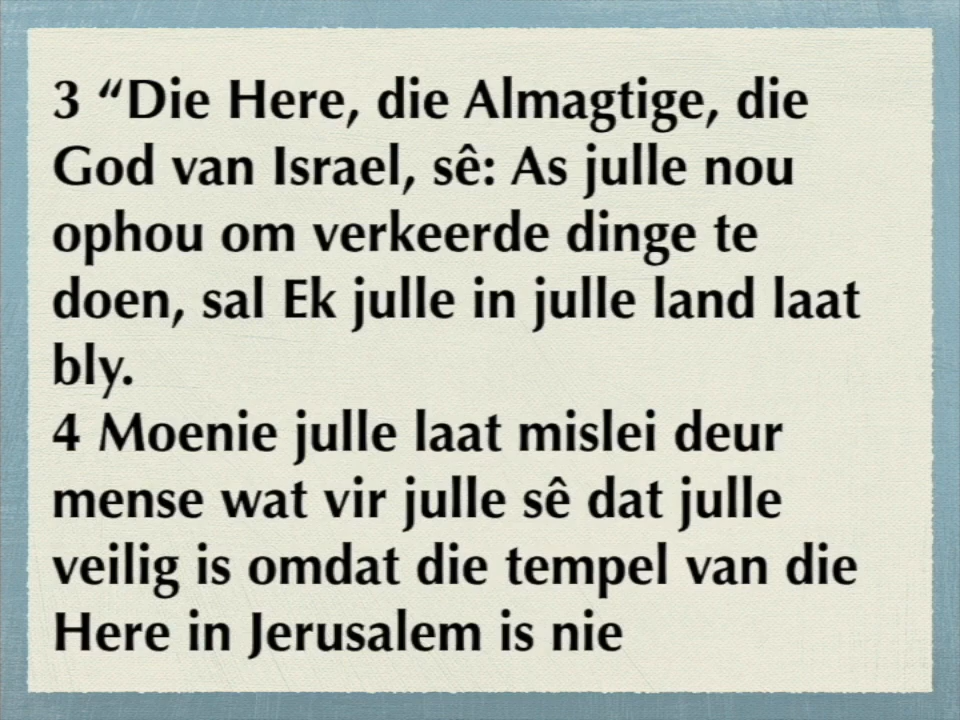 3 “Die Here, die Almagtige, die
God van Israel, sê: As julle nou
ophou om verkeerde dinge te
doen, sal Ek julle in julle land laat
bly.
4 Moenie julle laat mislei deur
mense wat vir julle sê dat julle
veilig is omdat die tempel van die
Here in Jerusalem is nie